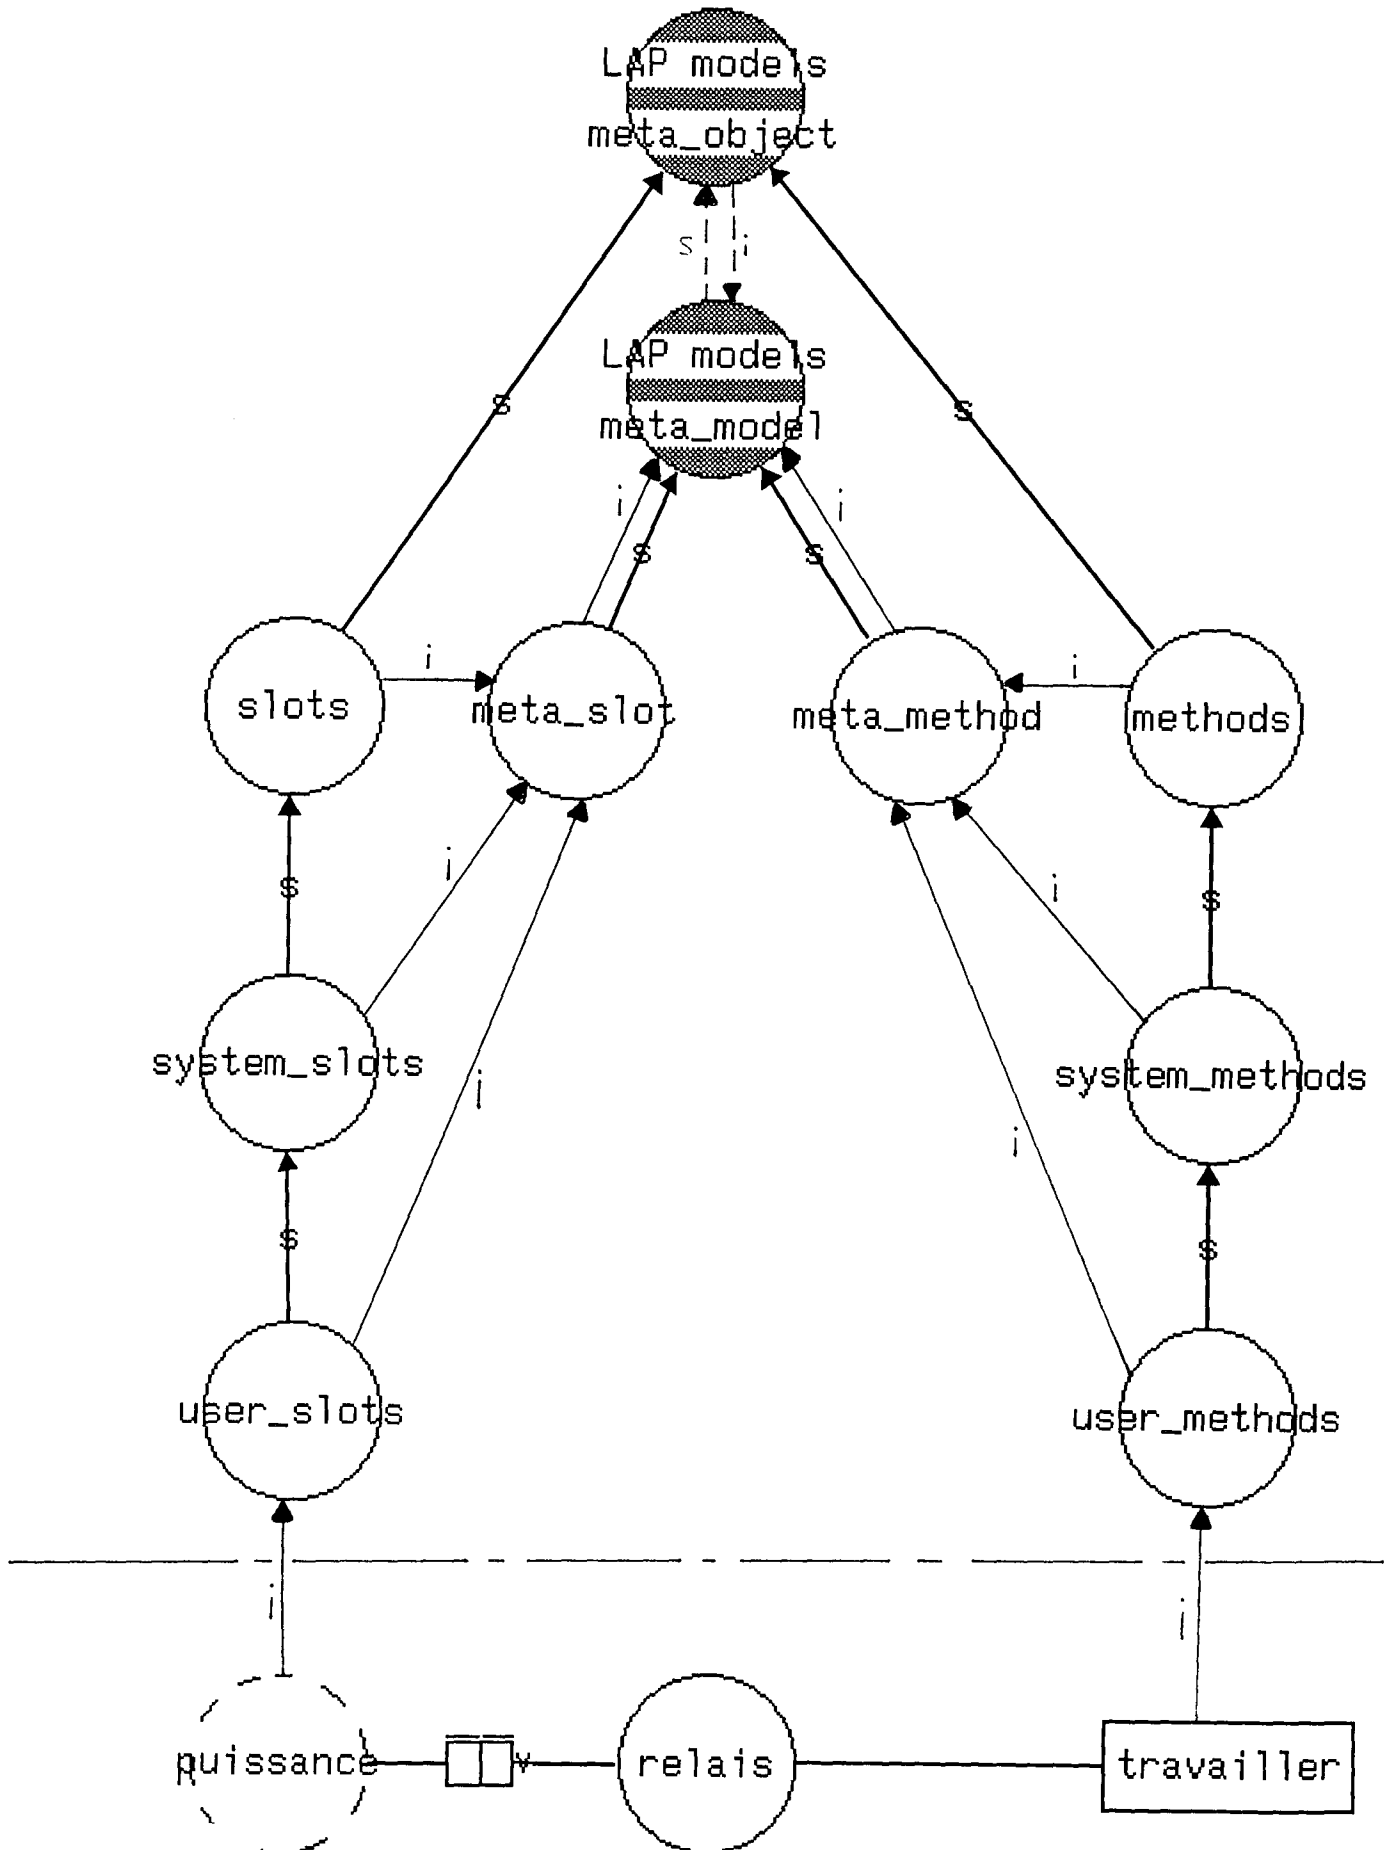 LAP models
meta_object
s i
LAP models
meta_model
s s
i i
s s
slots i meta_slot meta_method i methods
i i
s s
system_slots system_methods
i i
s s
user_slots user_methods
i i
puissance v relais travailler